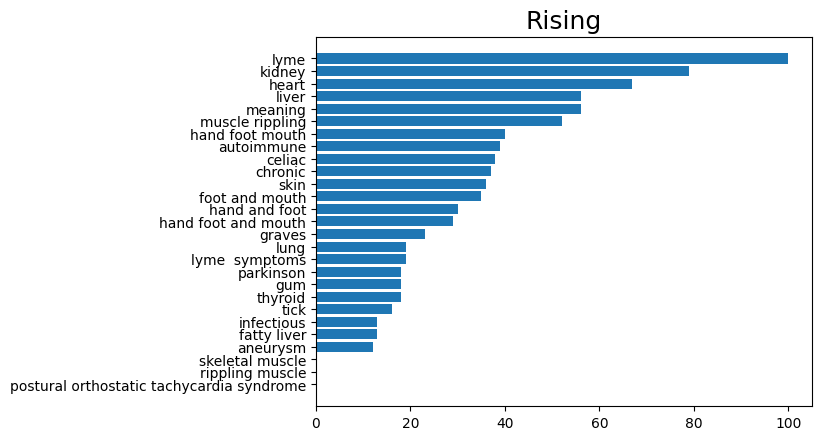 Rising
lyme
kidney
heart
liver
meaning
muscle rippling
hand foot mouth
autoimmune
celiac
chronic
skin
foot and mouth
hand and foot
hand foot and mouth
graves
lung
lyme  symptoms
parkinson
gum
thyroid
tick
infectious
fatty liver
aneurysm
skeletal muscle
rippling muscle
postural orthostatic tachycardia syndrome
0 20 40 60 80 100